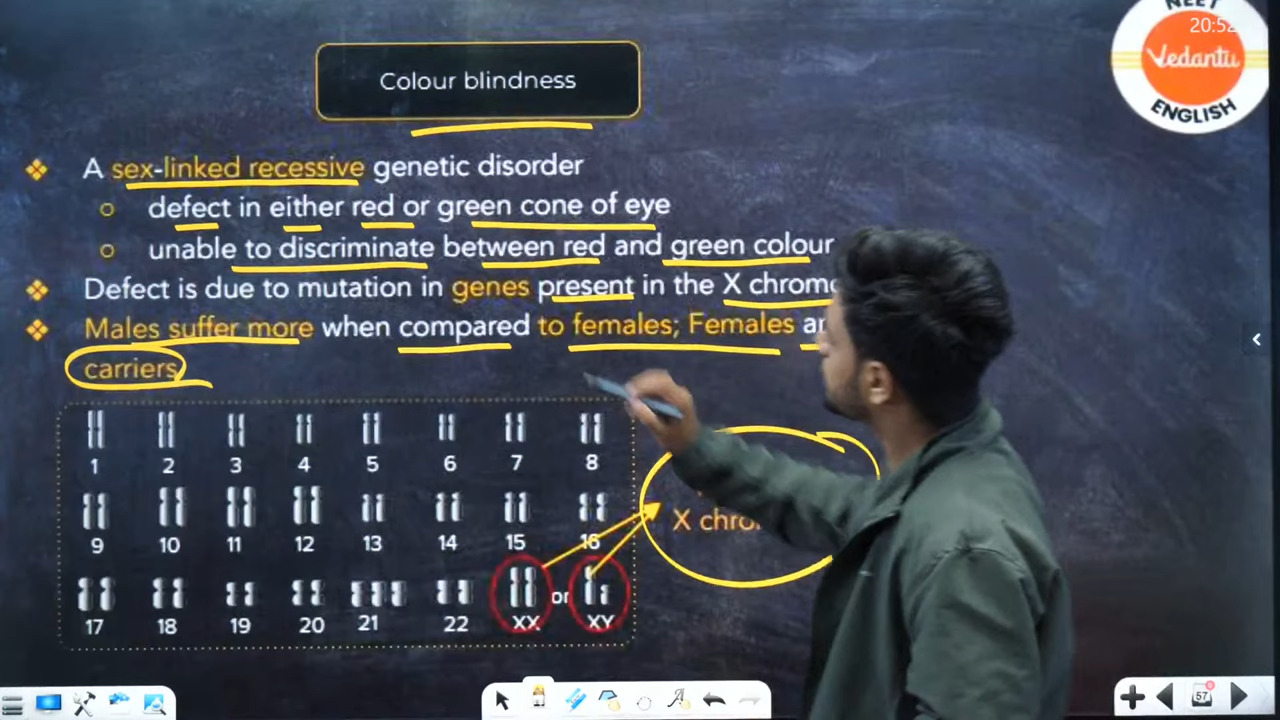 NEET
20:52
Vedantu
ENGLISH
Colour blindness
A sex-linked recessive genetic disorder
defect in either red or green cone of eye
unable to discriminate between red and green colour
Defect is due to mutation in genes present in the X
Males suffer more when compared to females; Females
carriers
1 2 3 4 5 6 7 8
X
9 10 11 12 13 14 15 16
or
17 18 19 20 21 22 XX XY
57